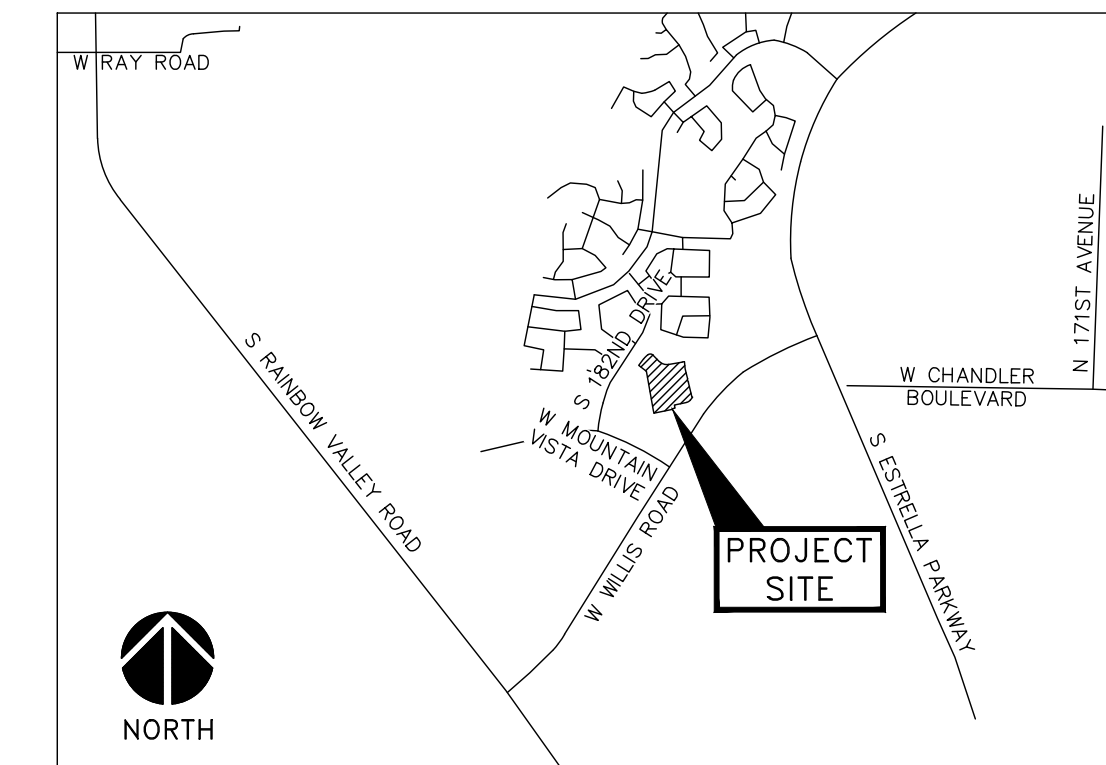 W RAY ROAD
N 171ST AVENUE
S 182ND DRIVE
S RAINBOW VALLEY ROAD
W CHANDLER
BOULEVARD
W MOUNTAIN
VISTA DRIVE
S ESTRELLA PARKWAY
W WILLIS ROAD
PROJECT
SITE
NORTH